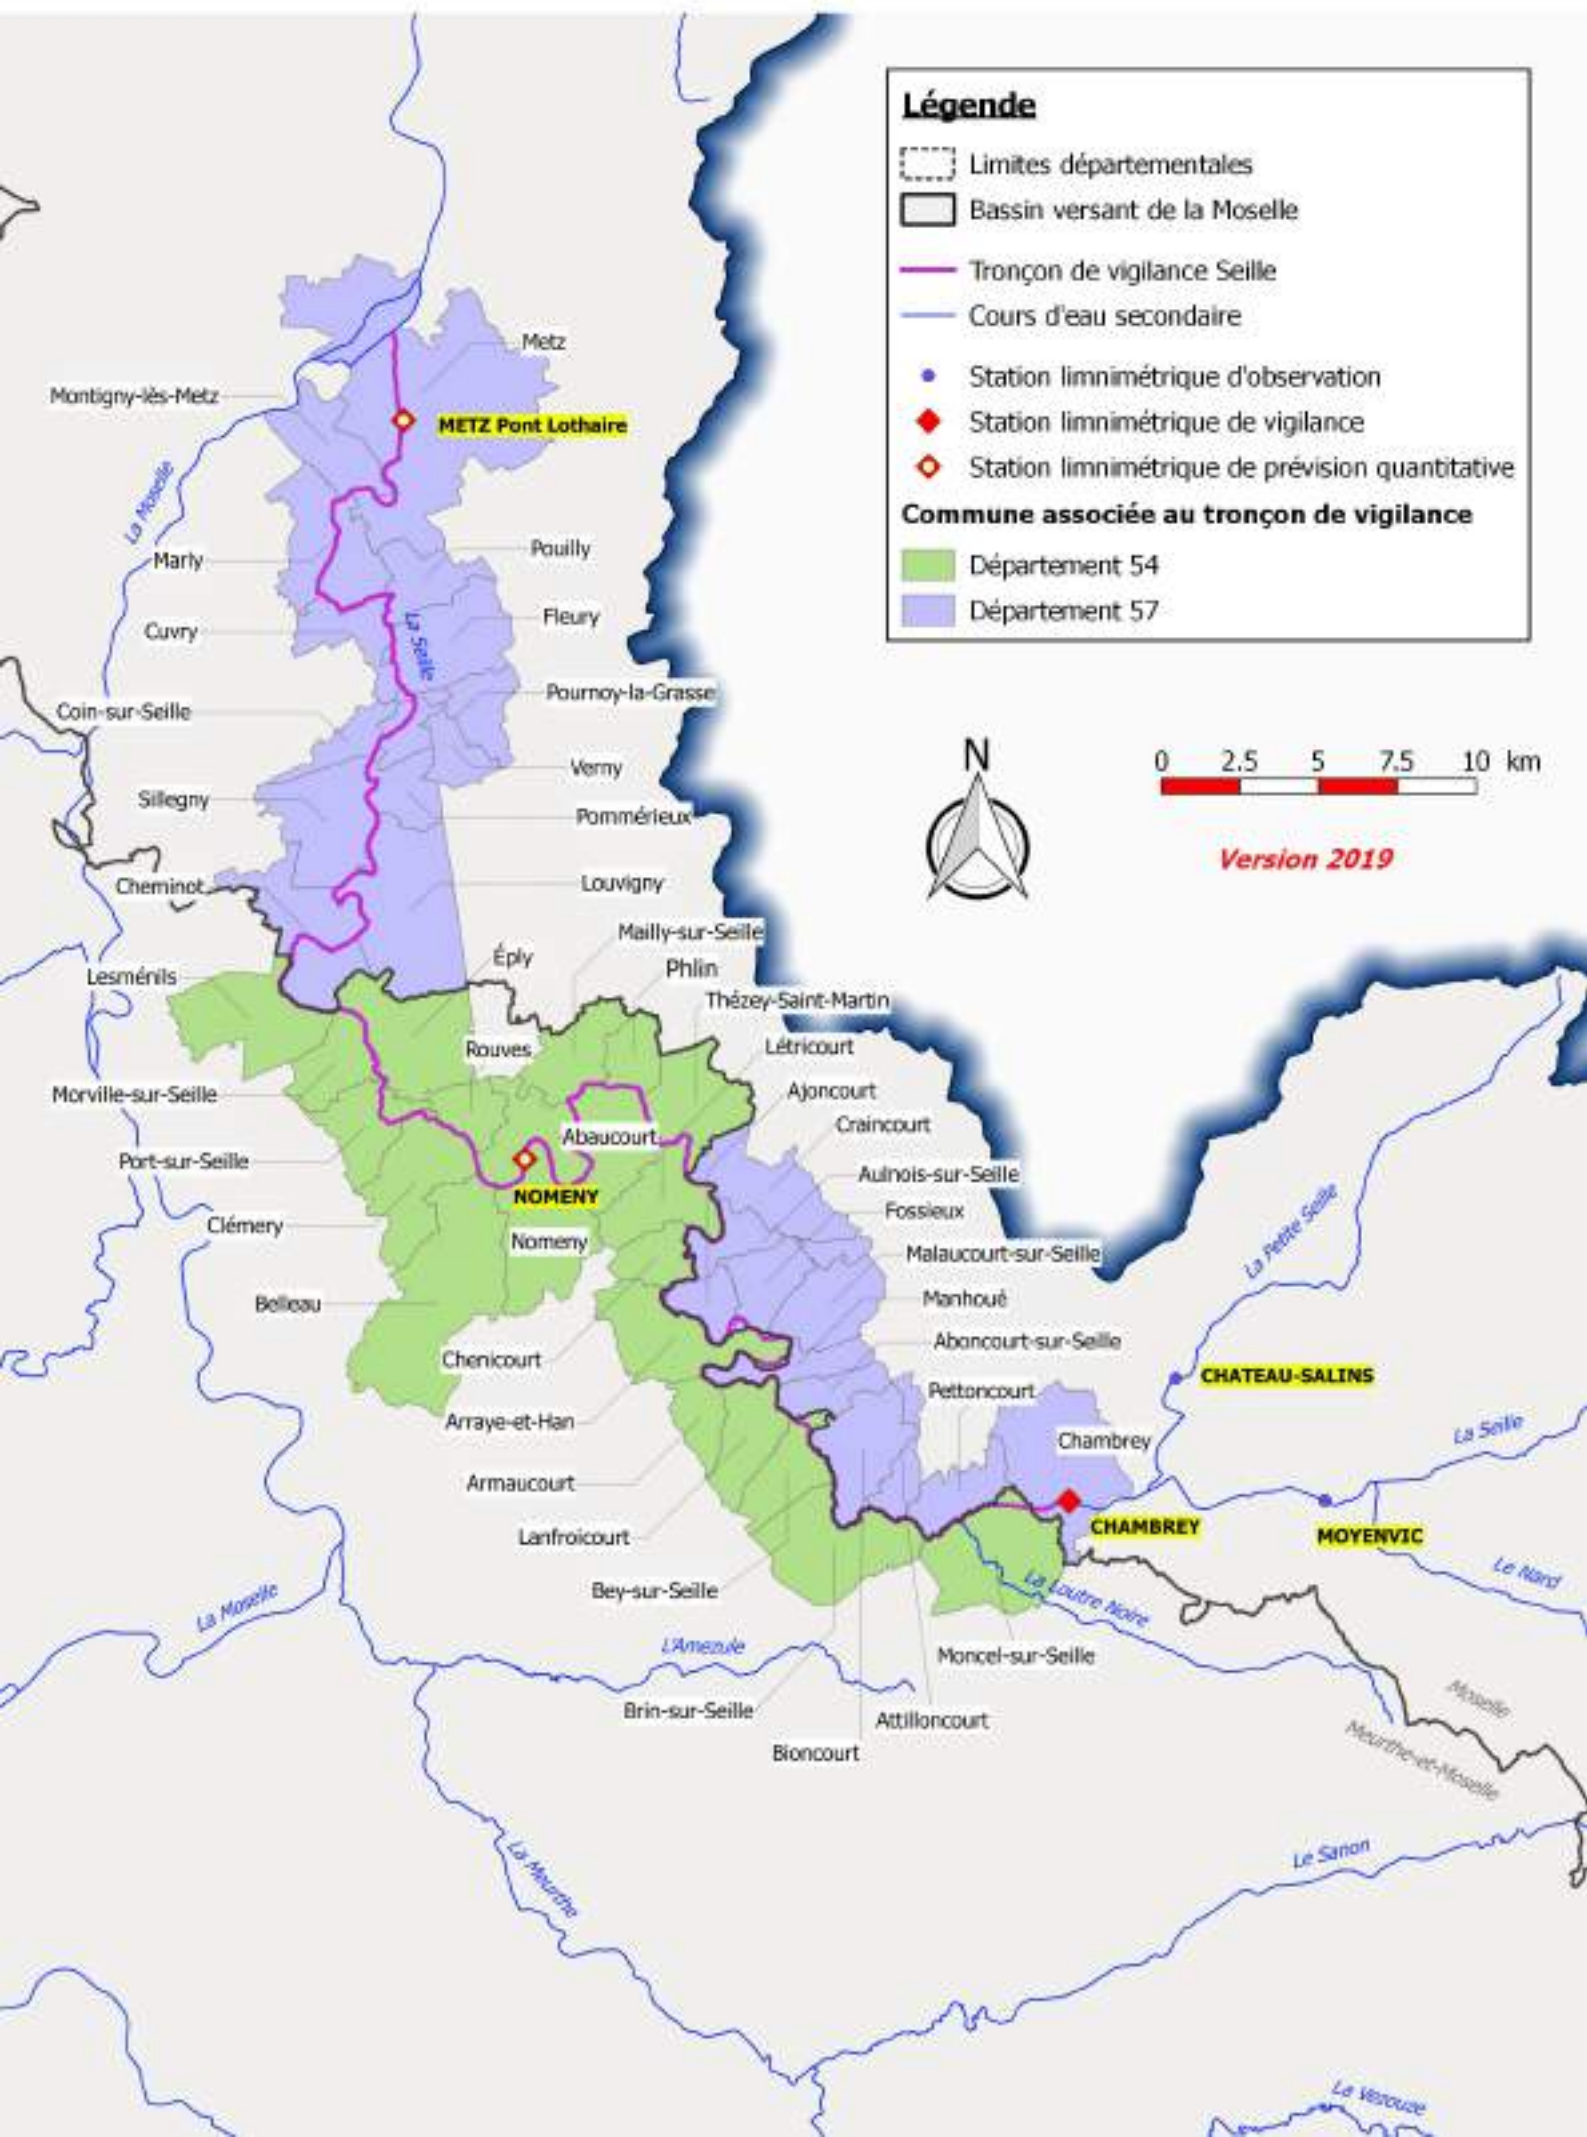 Légende
Limites départementales
Bassin versant de la Moselle
Tronçon de vigilance Seille
Cours d'eau secondaire
Station limnimétrique d'observation
Station limnimétrique de vigilance
Station limnimétrique de prévision quantitative
Commune associée au tronçon de vigilance
Département 54
Département 57
N
0 2.5 5 7.5 10 km
Version 2019
Metz
Montigny-lès-Metz
METZ Pont Lothaire
La Moselle
Pouilly
Marly
Fleury
Cuvry
La Seille
Pournoy-la-Grasse
Coin-sur-Seille
Verny
Sillegny
Pommérieux
Cheminot
Louvigny
Mailly-sur-Seille
Éply
Phlin
Lesménils
Thézey-Saint-Martin
Rouves
Létricourt
Morville-sur-Seille
Ajoncourt
Craincourt
Abaucourt
Port-sur-Seille
Aulnois-sur-Seille
NOMENY
Fossieux
Clémery
Nomeny
Malaucourt-sur-Seille
La Petite Seille
Belleau
Manhoué
Aboncourt-sur-Seille
Chenicourt
CHATEAU-SALINS
Pettoncourt
Arraye-et-Han
Chambrey
La Seille
Armaucourt
CHAMBREY
MOYENVIC
Lanfroicourt
Le Nard
Bey-sur-Seille
La Loutre Noire
La Moselle
L'Amezule
Moncel-sur-Seille
Brin-sur-Seille
Attilloncourt
Moselle
Bioncourt
Meurthe-et-Moselle
La Meurthe
Le Sanon
La Vezouze